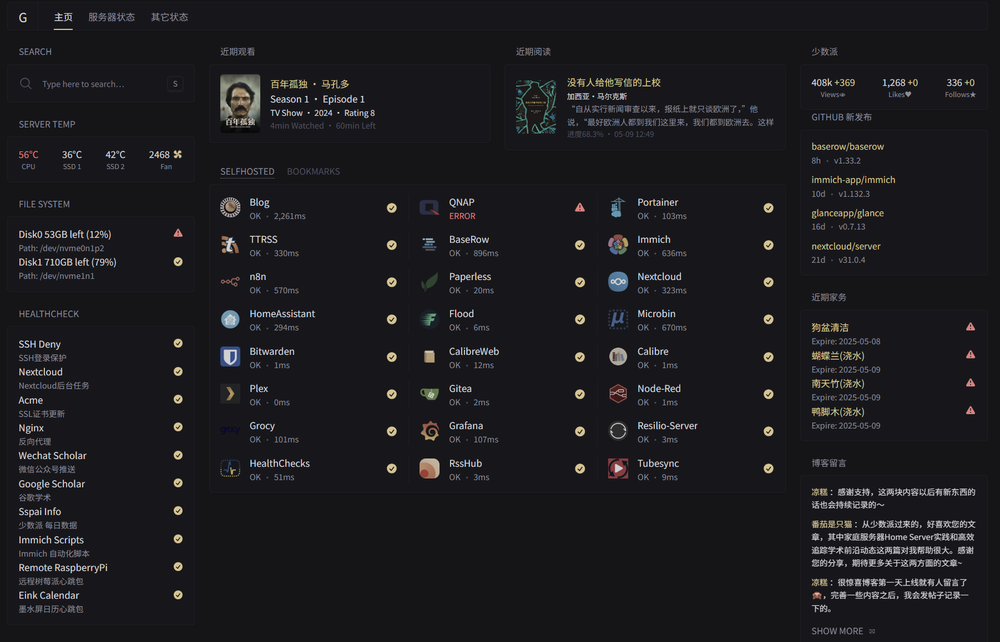 G
主页
服务器状态
其它状态
SEARCH
Type here to search…
S
SERVER TEMP
56°C
36°C
42°C
2468
CPU
SSD 1
SSD 2
Fan
FILE SYSTEM
Disk0 53GB left (12%)
Path: /dev/nvme0n1p2
Disk1 710GB left (79%)
Path: /dev/nvme1n1
HEALTHCHECK
SSH Deny
SSH登录保护
Nextcloud
Nextcloud后台任务
Acme
SSL证书更新
Nginx
反向代理
Wechat Scholar
微信公众号推送
Google Scholar
谷歌学术
Sspai Info
少数派 每日数据
Immich Scripts
Immich 自动化脚本
Remote RaspberryPi
远程树莓派心跳包
Eink Calendar
墨水屏日历心跳包
近期观看
百年孤独
百年孤独 • 马孔多
Season 1 • Episode 1
TV Show • 2024 • Rating 8
4min Watched • 60min Left
近期阅读
没有人给他写信的上校
加西亚・马尔克斯
“自从实行新闻审查以来，报纸上就只谈欧洲了，”他
说，“最好欧洲人都到我们这里来，我们都到欧洲去。这样
进度68.3% • 05-09 12:49
SELFHOSTED
BOOKMARKS
Blog
OK · 2,261ms
QNAP
ERROR
Portainer
OK · 103ms
TTRSS
OK · 330ms
BaseRow
OK · 896ms
Immich
OK · 636ms
n8n
OK · 570ms
Paperless
OK · 20ms
Nextcloud
OK · 323ms
HomeAssistant
OK · 294ms
Flood
OK · 6ms
Microbin
OK · 670ms
Bitwarden
OK · 1ms
CalibreWeb
OK · 12ms
Calibre
OK · 1ms
Plex
OK · 0ms
Gitea
OK · 2ms
Node-Red
OK · 1ms
Grocy
OK · 101ms
Grafana
OK · 107ms
Resilio-Server
OK · 3ms
HealthChecks
OK · 51ms
RssHub
OK · 3ms
Tubesync
OK · 9ms
少数派
408k +369
1,268 +0
336 +0
Views
Likes♥
Follows★
GITHUB 新发布
baserow/baserow
8h · v1.33.2
immich-app/immich
10d · v1.132.3
glanceapp/glance
16d · v0.7.13
nextcloud/server
21d · v31.0.4
近期家务
狗盆清洁
Expire: 2025-05-08
蝴蝶兰(浇水)
Expire: 2025-05-09
南天竹(浇水)
Expire: 2025-05-09
鸭脚木(浇水)
Expire: 2025-05-09
博客留言
凉糕： 感谢支持，这两块内容以后有新东西的
话也会持续记录的～
番茄是只猫： 从少数派过来的，好喜欢您的文
章，其中家庭服务器Home Server实践和高效
追踪学术前沿动态这两篇对我帮助很大。感谢
您的分享，期待更多关于这两方面的文章~
凉糕： 很惊喜博客第一天上线就有人留言了
，完善一些内容之后，我会发帖子记录一
下的。
SHOW MORE